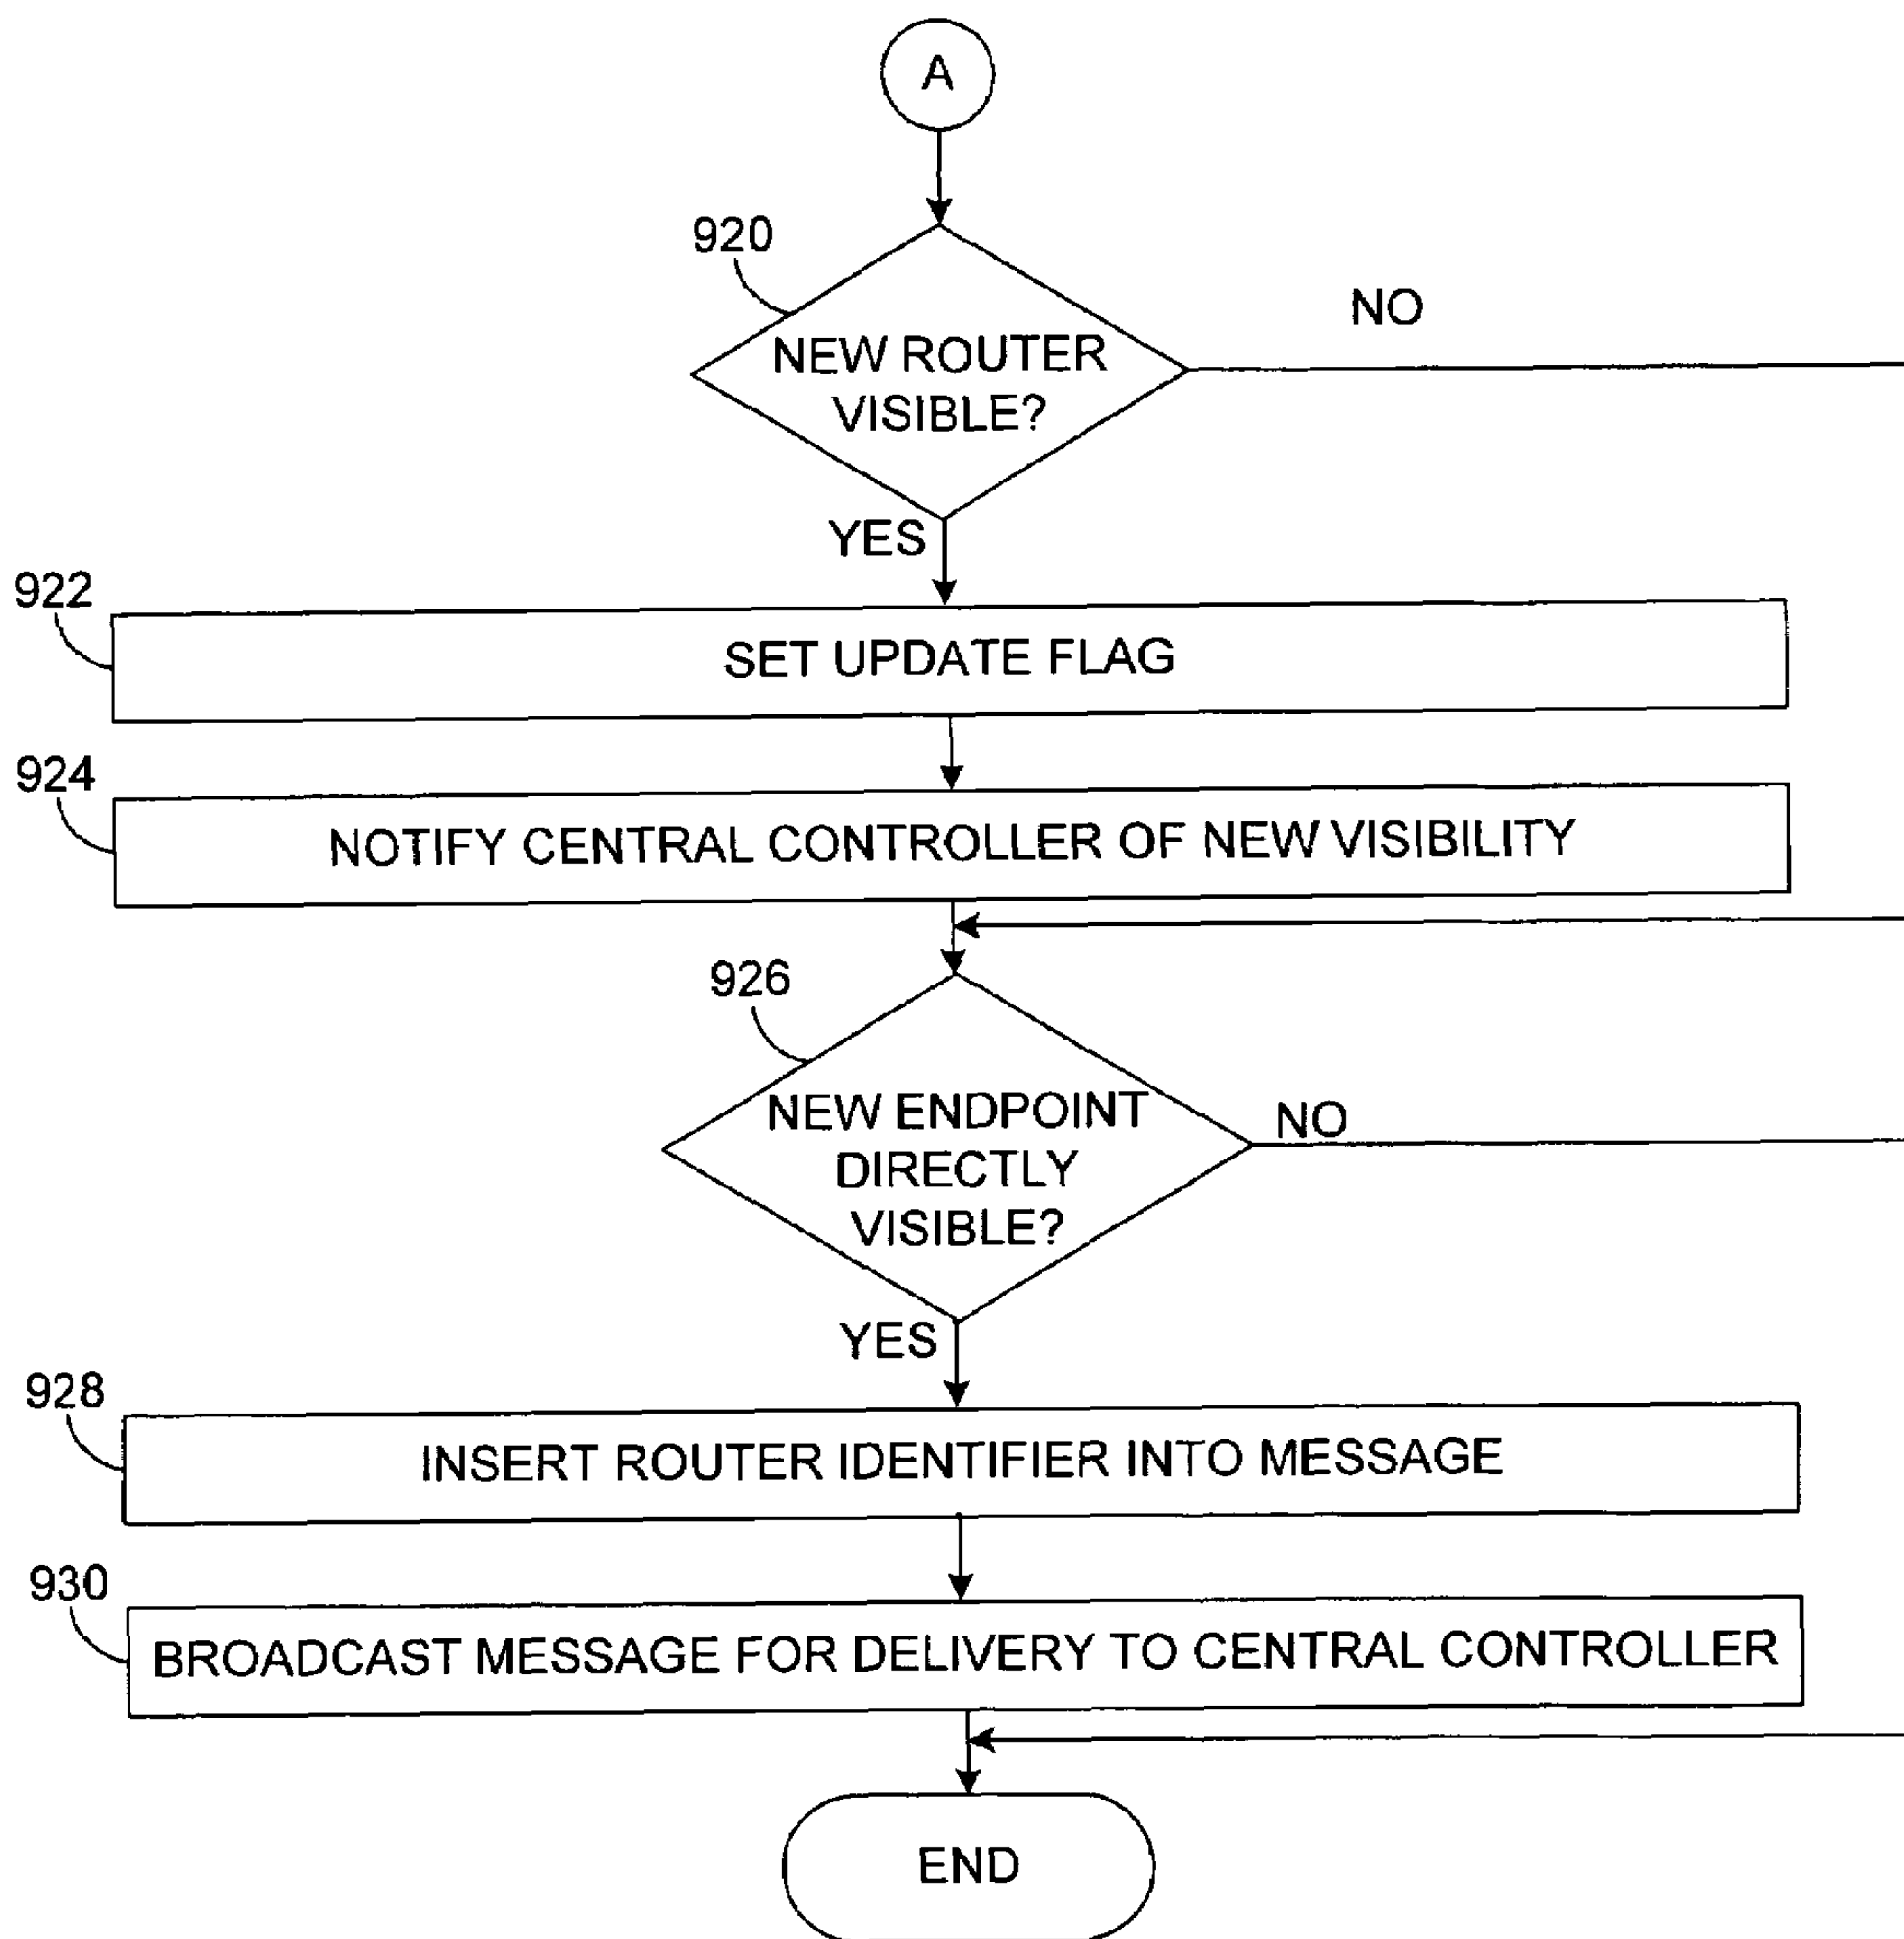 A
920
NEW ROUTER
VISIBLE?
NO
YES
922
SET UPDATE FLAG
924
NOTIFY CENTRAL CONTROLLER OF NEW VISIBILITY
926
NEW ENDPOINT
DIRECTLY
VISIBLE?
NO
YES
928
INSERT ROUTER IDENTIFIER INTO MESSAGE
930
BROADCAST MESSAGE FOR DELIVERY TO CENTRAL CONTROLLER
END